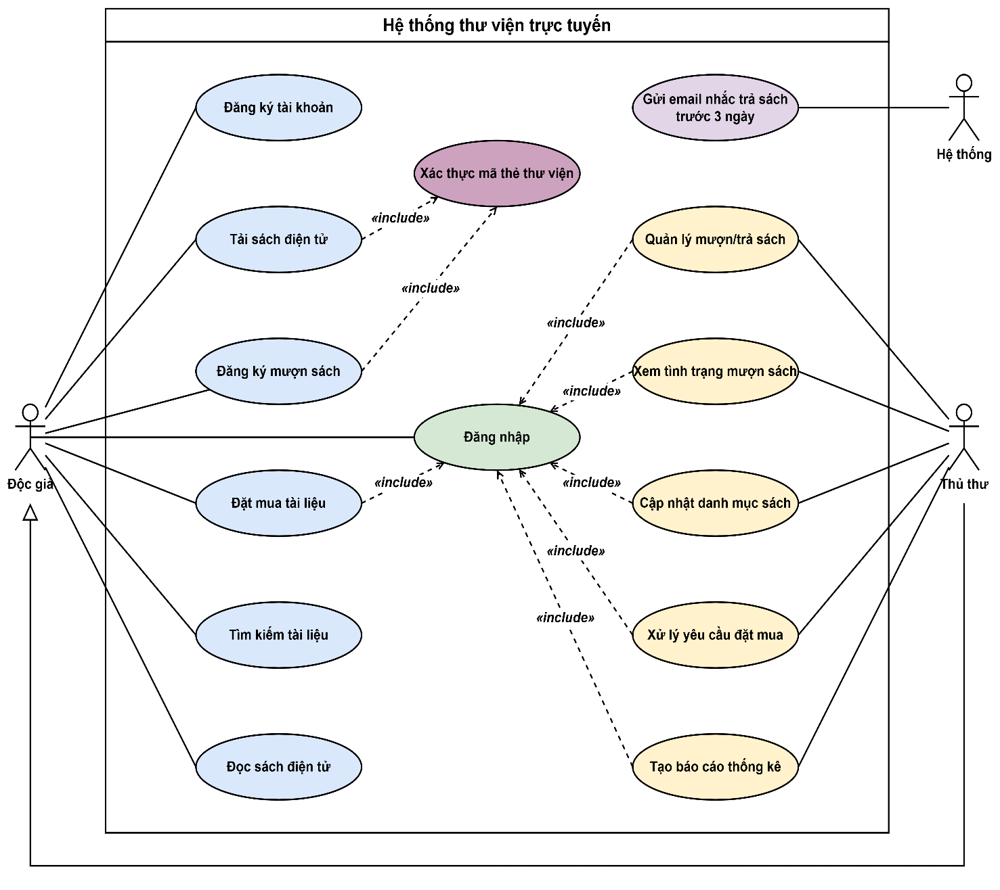 Hệ thống thư viện trực tuyến
Đăng ký tài khoản
Gửi email nhắc trả sách
trước 3 ngày
Hệ thống
Xác thực mã thẻ thư viện
«include»
Tải sách điện tử
Quản lý mượn/trả sách
«include»
«include»
Đăng ký mượn sách
Xem tình trạng mượn sách
«include»
Đăng nhập
Độc giả
Thủ thư
«include»
«include»
Đặt mua tài liệu
Cập nhật danh mục sách
«include»
«include»
Tìm kiếm tài liệu
Xử lý yêu cầu đặt mua
Đọc sách điện tử
Tạo báo cáo thống kê